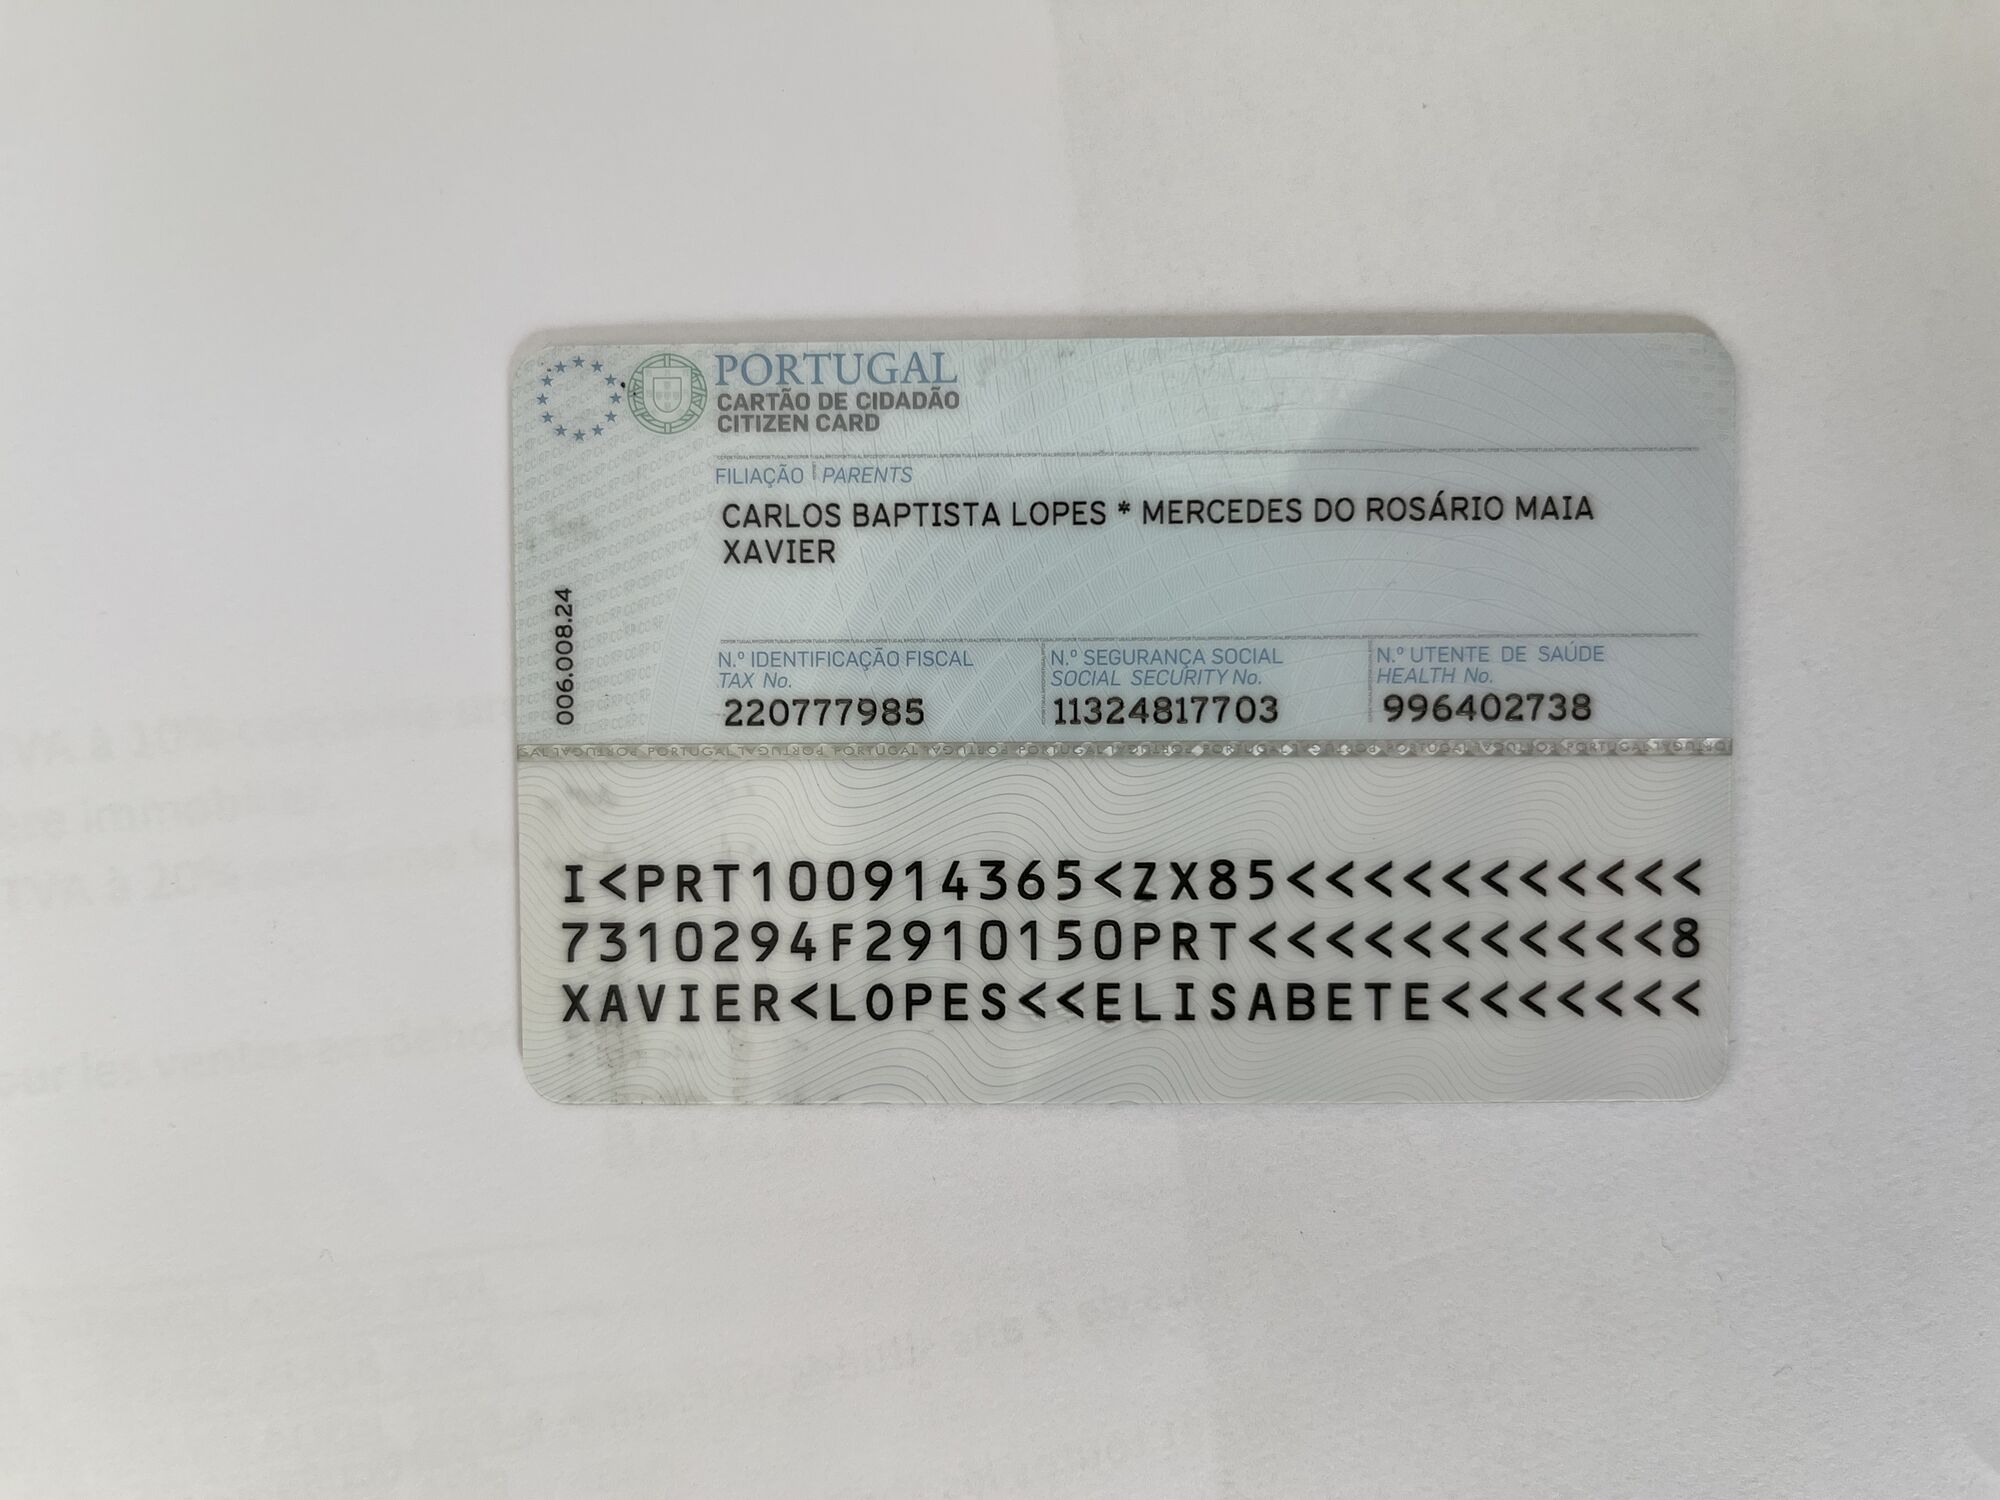 PORTUGAL
CARTÃO DE CIDADÃO
CITIZEN CARD
FILIAÇÃO PARENTS
CARLOS BAPTISTA LOPES * MERCEDES DO ROSÁRIO MAIA
XAVIER
006.008.24
N.º IDENTIFICAÇÃO FISCAL
TAX No.
220777985
N.º SEGURANÇA SOCIAL
SOCIAL SECURITY No.
11324817703
N.º UTENTE DE SAÚDE
HEALTH No.
996402738
I<PRT100914365<ZX85<<<<<<<<<<<
7310294F2910150PRT<<<<<<<<<<<8
XAVIER<LOPES<<ELISABETE<<<<<<<